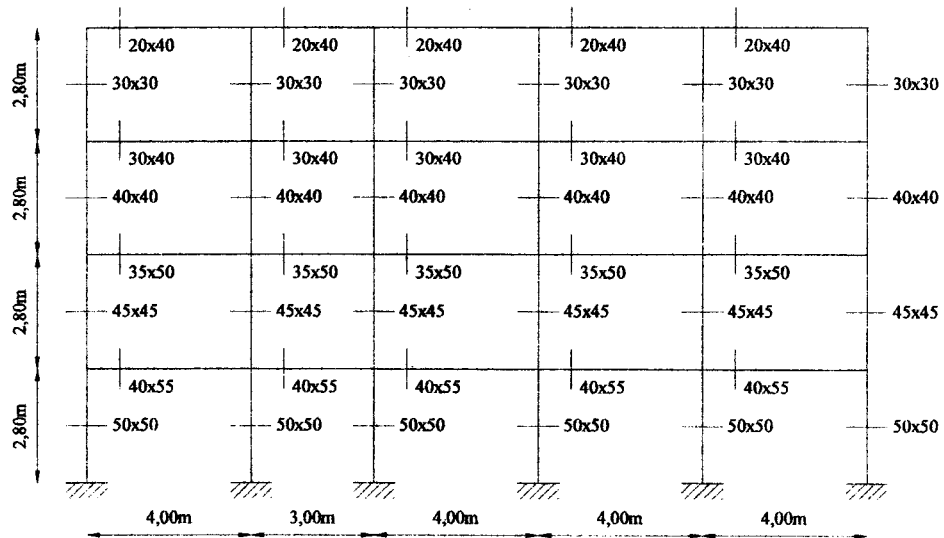 20x40 20x40 20x40 20x40 20x40
2,80m 30x30 30x30 30x30 30x30 30x30 30x30
30x40 30x40 30x40 30x40 30x40
2,80m 40x40 40x40 40x40 40x40 40x40 40x40
35x50 35x50 35x50 35x50 35x50
2,80m 45x45 45x45 45x45 45x45 45x45 45x45
40x55 40x55 40x55 40x55 40x55
2,80m 50x50 50x50 50x50 50x50 50x50 50x50
4,00m 3,00m 4,00m 4,00m 4,00m